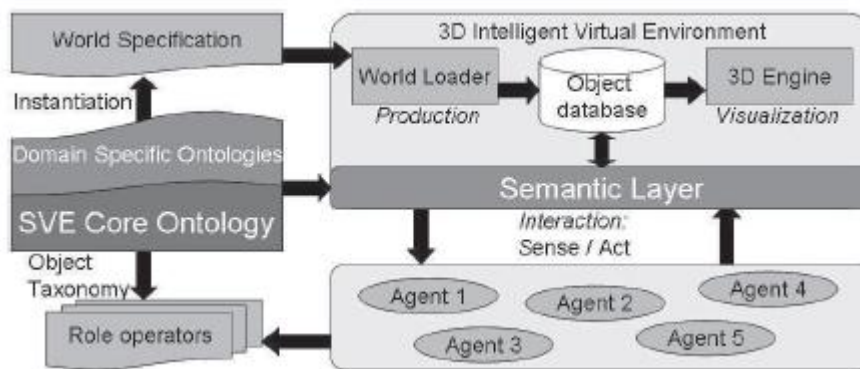 World Specification
Instantiation
Domain Specific Ontologies
SVE Core Ontology
Object
Taxonomy
Role operators
3D Intelligent Virtual Environment
World Loader
Production
Object
database
3D Engine
Visualization
Semantic Layer
Interaction:
Sense / Act
Agent 1
Agent 2
Agent 4
Agent 3
Agent 5